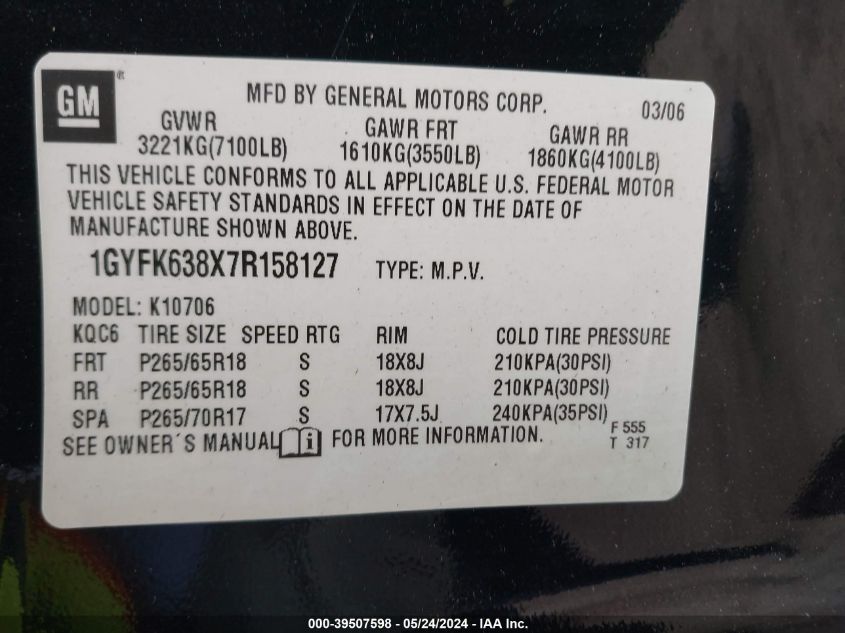 GM®
MFD BY GENERAL MOTORS CORP. 03/06
GVWR GAWR FRT GAWR RR
3221KG(7100LB) 1610KG(3550LB) 1860KG(4100LB)
THIS VEHICLE CONFORMS TO ALL APPLICABLE U.S. FEDERAL MOTOR
VEHICLE SAFETY STANDARDS IN EFFECT ON THE DATE OF
MANUFACTURE SHOWN ABOVE.
1GYFK638X7R158127 TYPE: M.P.V.
MODEL: K10706
KQC6 TIRE SIZE SPEED RTG RIM COLD TIRE PRESSURE
FRT P265/65R18 S 18X8J 210KPA(30PSI)
RR P265/65R18 S 18X8J 210KPA(30PSI)
SPA P265/70R17 S 17X7.5J 240KPA(35PSI)
SEE OWNER´S MANUAL i FOR MORE INFORMATION.
F 555
T 317
000-39507598 - 05/24/2024 - IAA Inc.